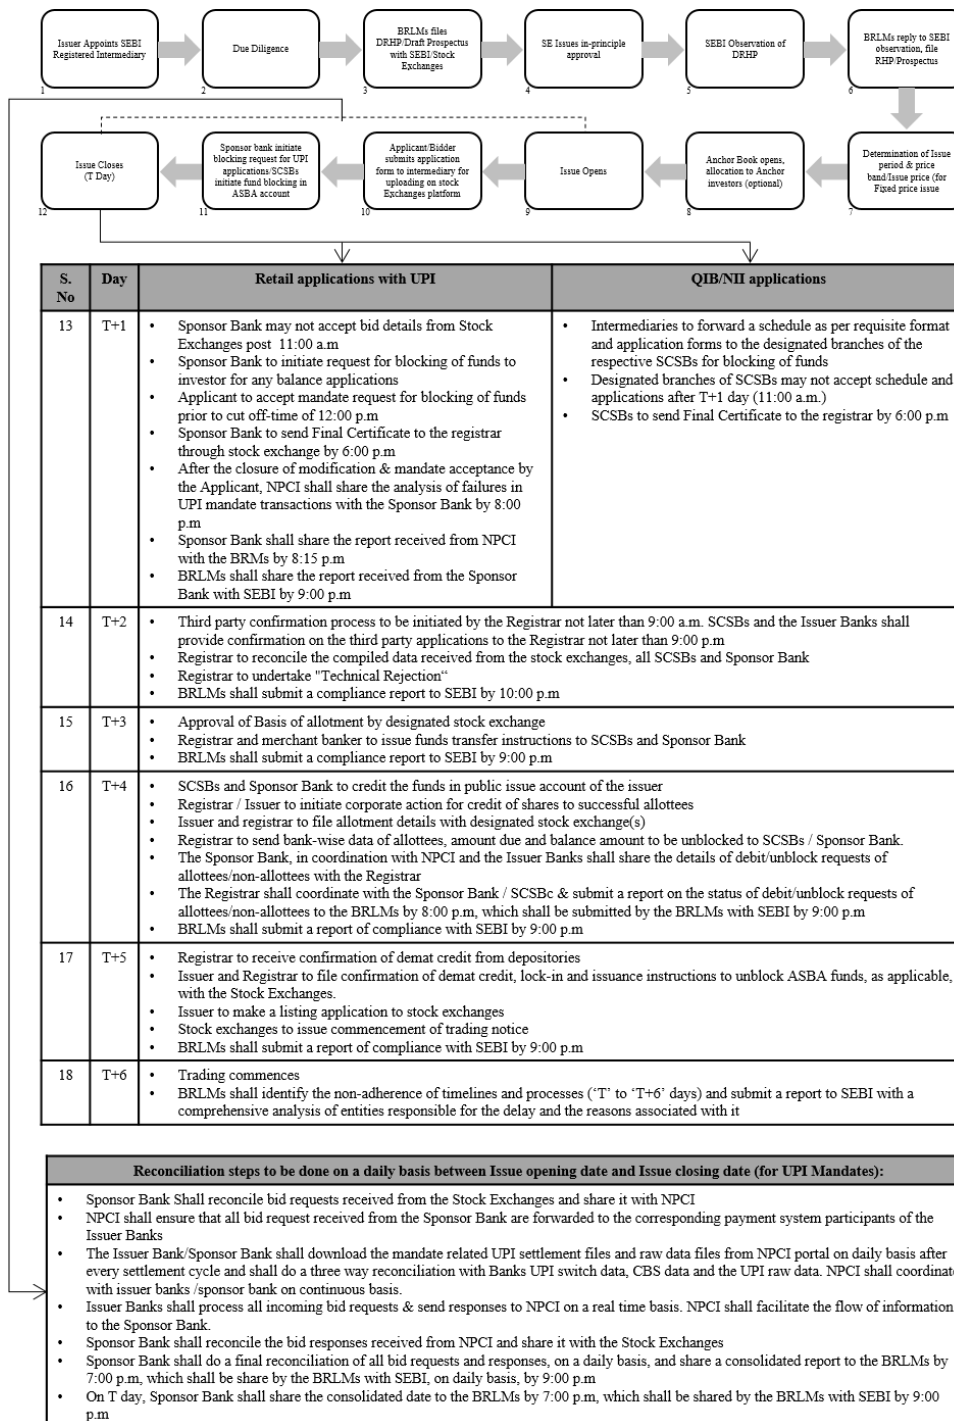 Issuer Appoints SEBI
Registered Intermediary
1
Due Diligence
2
BRLMs files
DRHP/Draft Prospectus
with SEBI/Stock
Exchanges
3
SE Issues in-principle
approval
4
SEBI Observation of
DRHP
5
BRLMs reply to SEBI
observation, file
RHP/Prospectus
6
Determination of Issue
period & price
band/Issue price (for
Fixed price issue
7
Anchor Book opens,
allocation to Anchor
investors (optional)
8
Issue Opens
9
Applicant/Bidder
submits application
form to intermediary for
uploading on stock
Exchanges platform
10
Sponsor bank initiate
blocking request for UPI
applications/SCSBs
initiate fund blocking in
ASBA account
11
Issue Closes
(T Day)
12
S. No
Day
Retail applications with UPI
QIB/NII applications
13
T+1
• Sponsor Bank may not accept bid details from Stock
Exchanges post 11:00 a.m
• Sponsor Bank to initiate request for blocking of funds to
investor for any balance applications
• Applicant to accept mandate request for blocking of funds
prior to cut off-time of 12:00 p.m
• Sponsor Bank to send Final Certificate to the registrar
through stock exchange by 6:00 p.m
• After the closure of modification & mandate acceptance by
the Applicant, NPCI shall share the analysis of failures in
UPI mandate transactions with the Sponsor Bank by 8:00
p.m
• Sponsor Bank shall share the report received from NPCI
with the BRMs by 8:15 p.m
• BRLMs shall share the report received from the Sponsor
Bank with SEBI by 9:00 p.m
• Intermediaries to forward a schedule as per requisite format
and application forms to the designated branches of the
respective SCSBs for blocking of funds
• Designated branches of SCSBs may not accept schedule and
applications after T+1 day (11:00 a.m.)
• SCSBs to send Final Certificate to the registrar by 6:00 p.m
14
T+2
• Third party confirmation process to be initiated by the Registrar not later than 9:00 a.m. SCSBs and the Issuer Banks shall
provide confirmation on the third party applications to the Registrar not later than 9:00 p.m
• Registrar to reconcile the compiled data received from the stock exchanges, all SCSBs and Sponsor Bank
• Registrar to undertake "Technical Rejection“
• BRLMs shall submit a compliance report to SEBI by 10:00 p.m
15
T+3
• Approval of Basis of allotment by designated stock exchange
• Registrar and merchant banker to issue funds transfer instructions to SCSBs and Sponsor Bank
• BRLMs shall submit a compliance report to SEBI by 9:00 p.m
16
T+4
• SCSBs and Sponsor Bank to credit the funds in public issue account of the issuer
• Registrar / Issuer to initiate corporate action for credit of shares to successful allottees
• Issuer and registrar to file allotment details with designated stock exchange(s)
• Registrar to send bank-wise data of allottees, amount due and balance amount to be unblocked to SCSBs / Sponsor Bank.
• The Sponsor Bank, in coordination with NPCI and the Issuer Banks shall share the details of debit/unblock requests of
allottees/non-allottees with the Registrar
• The Registrar shall coordinate with the Sponsor Bank / SCSBc & submit a report on the status of debit/unblock requests of
allottees/non-allottees to the BRLMs by 8:00 p.m, which shall be submitted by the BRLMs with SEBI by 9:00 p.m
• BRLMs shall submit a report of compliance with SEBI by 9:00 p.m
17
T+5
• Registrar to receive confirmation of demat credit from depositories
• Issuer and Registrar to file confirmation of demat credit, lock-in and issuance instructions to unblock ASBA funds, as applicable,
with the Stock Exchanges.
• Issuer to make a listing application to stock exchanges
• Stock exchanges to issue commencement of trading notice
• BRLMs shall submit a report of compliance with SEBI by 9:00 p.m
18
T+6
• Trading commences
• BRLMs shall identify the non-adherence of timelines and processes (‘T’ to ‘T+6’ days) and submit a report to SEBI with a
comprehensive analysis of entities responsible for the delay and the reasons associated with it
Reconciliation steps to be done on a daily basis between Issue opening date and Issue closing date (for UPI Mandates):
• Sponsor Bank Shall reconcile bid requests received from the Stock Exchanges and share it with NPCI
• NPCI shall ensure that all bid request received from the Sponsor Bank are forwarded to the corresponding payment system participants of the
Issuer Banks
• The Issuer Bank/Sponsor Bank shall download the mandate related UPI settlement files and raw data files from NPCI portal on daily basis after
every settlement cycle and shall do a three way reconciliation with Banks UPI switch data, CBS data and the UPI raw data. NPCI shall coordinate
with issuer banks /sponsor bank on continuous basis.
• Issuer Banks shall process all incoming bid requests & send responses to NPCI on a real time basis. NPCI shall facilitate the flow of information
to the Sponsor Bank.
• Sponsor Bank shall reconcile the bid responses received from NPCI and share it with the Stock Exchanges
• Sponsor Bank shall do a final reconciliation of all bid requests and responses, on a daily basis, and share a consolidated report to the BRLMs by
7:00 p.m, which shall be share by the BRLMs with SEBI, on daily basis, by 9:00 p.m
• On T day, Sponsor Bank shall share the consolidated date to the BRLMs by 7:00 p.m, which shall be shared by the BRLMs with SEBI by 9:00
p.m